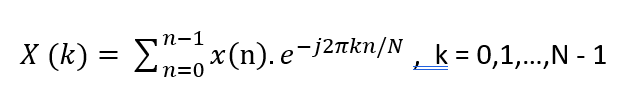 X (k) = ∑_{n=0}^{n−1} x(n). e^{−j2πkn/N} , k = 0,1,...,N - 1